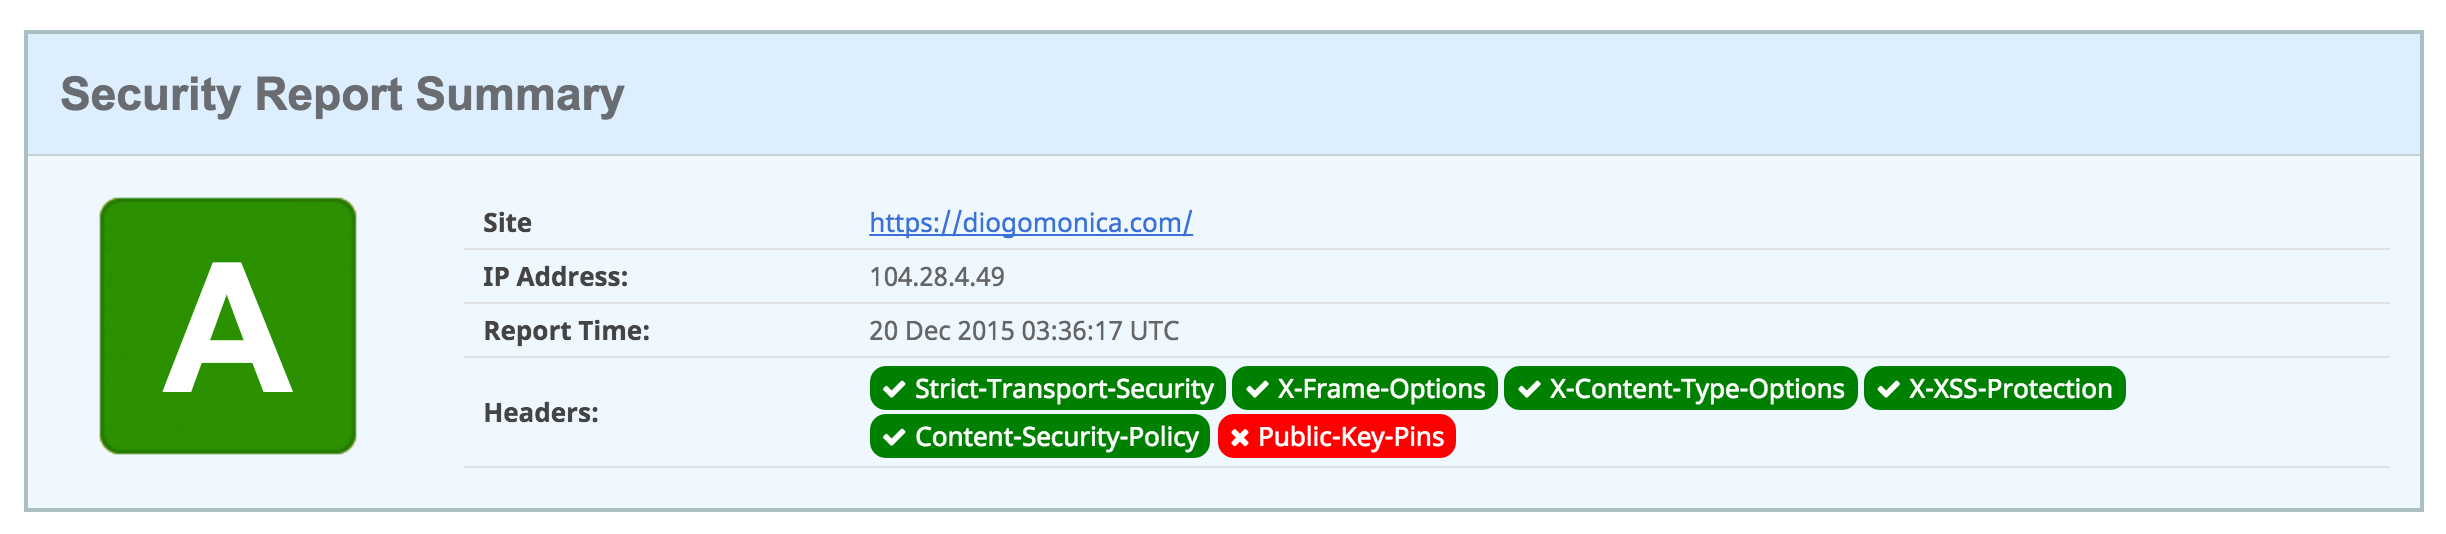 Security Report Summary
A
Site https://diogomonica.com/
IP Address: 104.28.4.49
Report Time: 20 Dec 2015 03:36:17 UTC
Headers: Strict-Transport-Security X-Frame-Options X-Content-Type-Options X-XSS-Protection
Content-Security-Policy Public-Key-Pins